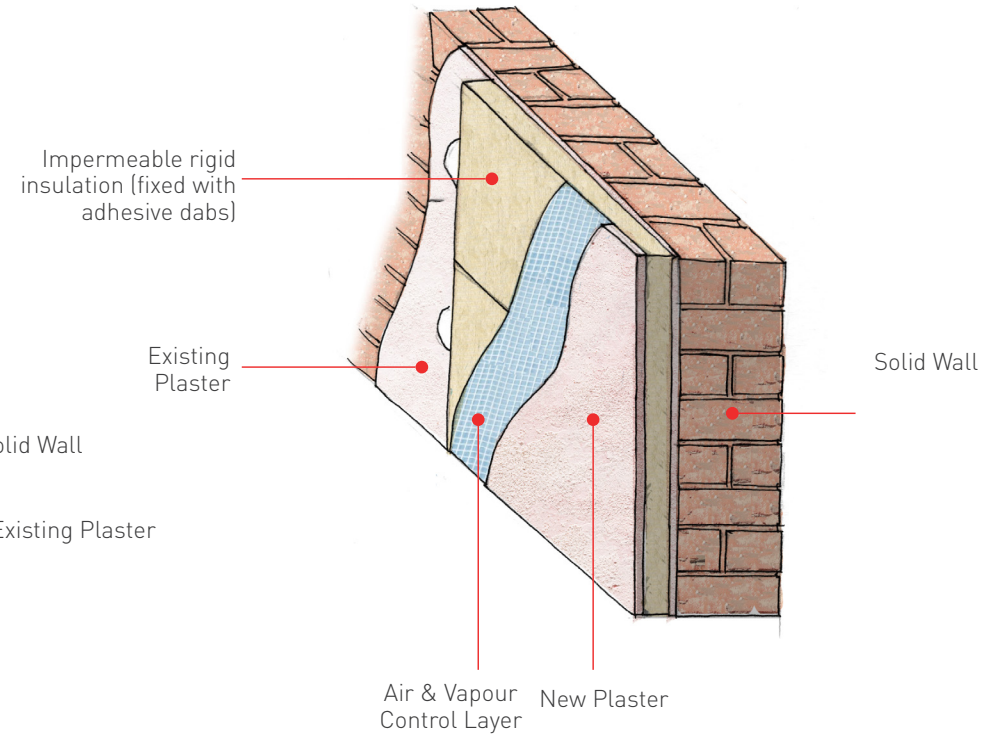 Impermeable rigid
insulation (fixed with
adhesive dabs)
Existing
Plaster
Solid Wall
Wall
Existing Plaster
Air & Vapour
Control Layer
New Plaster